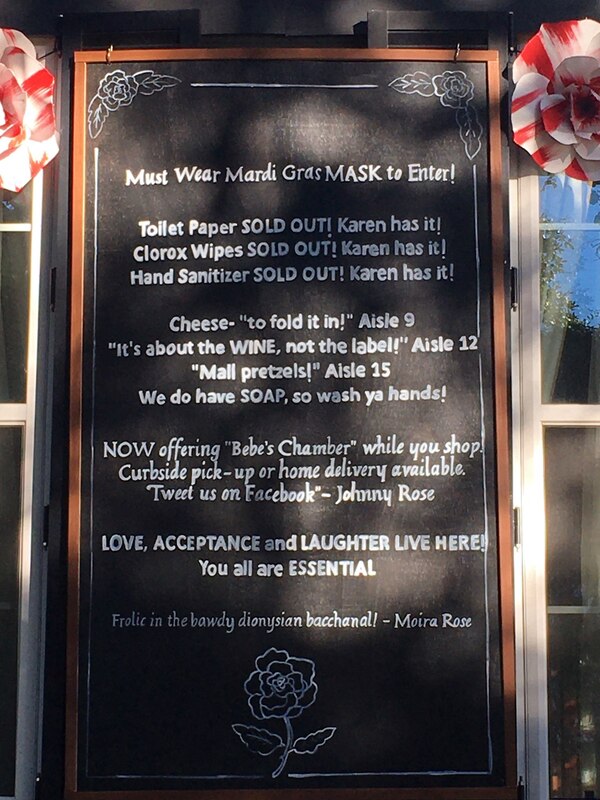 Must Wear Mardi Gras MASK to Enter!
Toilet Paper SOLD OUT! Karen has it!
Clorox Wipes SOLD OUT! Karen has it!
Hand Sanitizer SOLD OUT! Karen has it!
Cheese- "to fold it in!" Aisle 9
"It's about the WINE, not the label!" Aisle 12
"Mall pretzels!" Aisle 15
We do have SOAP, so wash ya hands!
NOW offering "Bebe's Chamber" while you shop!
Curbside pick-up or home delivery available.
"Tweet us on Facebook"- Johnny Rose
LOVE, ACCEPTANCE and LAUGHTER LIVE HERE!
You all are ESSENTIAL
Frolic in the bawdy dionysian bacchanal! - Moira Rose